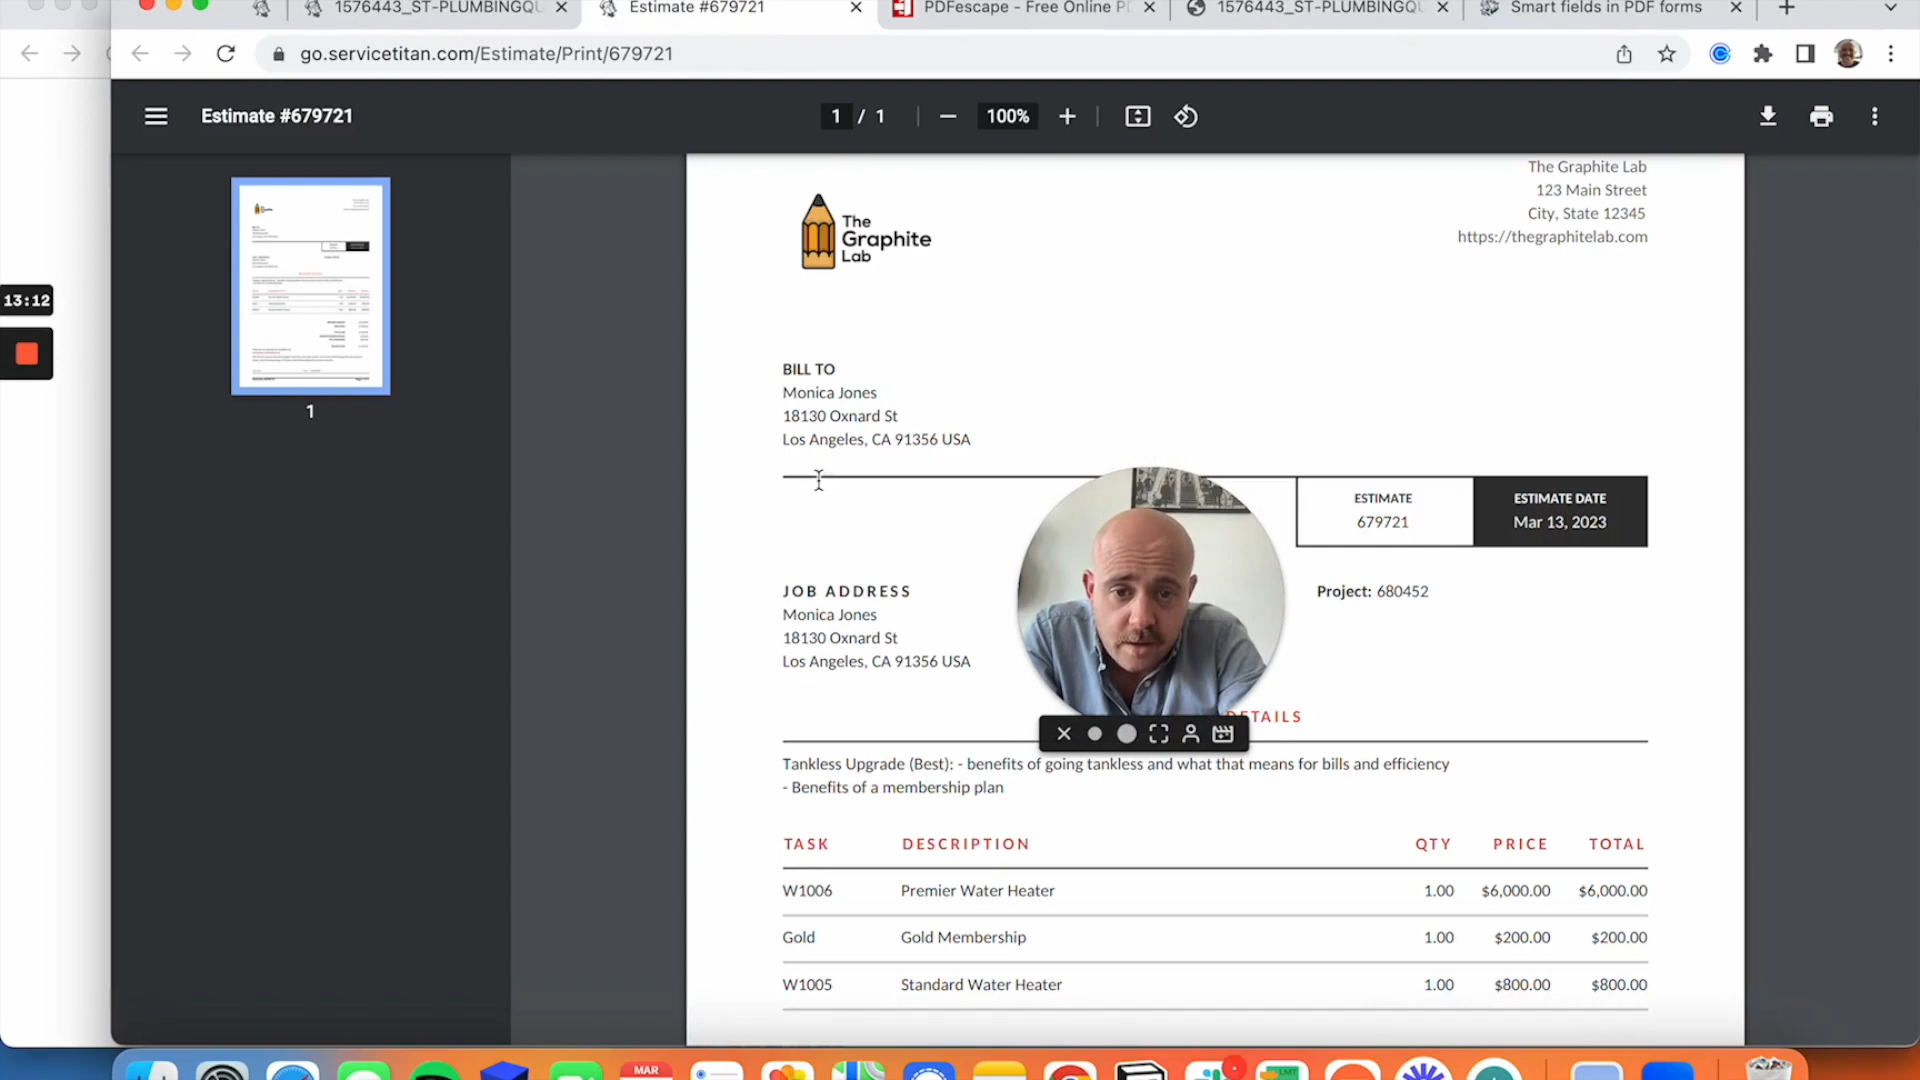 1576443_ST-PLUMBINGQU
Estimate #679721
PDFescape - Free Online P
1576443_ST-PLUMBINGQU
Smart fields in PDF forms
go.servicetitan.com/Estimate/Print/679721
Estimate #679721
1 / 1
100%
The Graphite Lab
123 Main Street
City, State 12345
https://thegraphitelab.com
The
Graphite
Lab
13:12
1
BILL TO
Monica Jones
18130 Oxnard St
Los Angeles, CA 91356 USA
ESTIMATE
679721
ESTIMATE DATE
Mar 13, 2023
JOB ADDRESS
Monica Jones
18130 Oxnard St
Los Angeles, CA 91356 USA
Project: 680452
DETAILS
Tankless Upgrade (Best): - benefits of going tankless and what that means for bills and efficiency
- Benefits of a membership plan
TASK DESCRIPTION QTY PRICE TOTAL
W1006 Premier Water Heater 1.00 $6,000.00 $6,000.00
Gold Gold Membership 1.00 $200.00 $200.00
W1005 Standard Water Heater 1.00 $800.00 $800.00
MAR